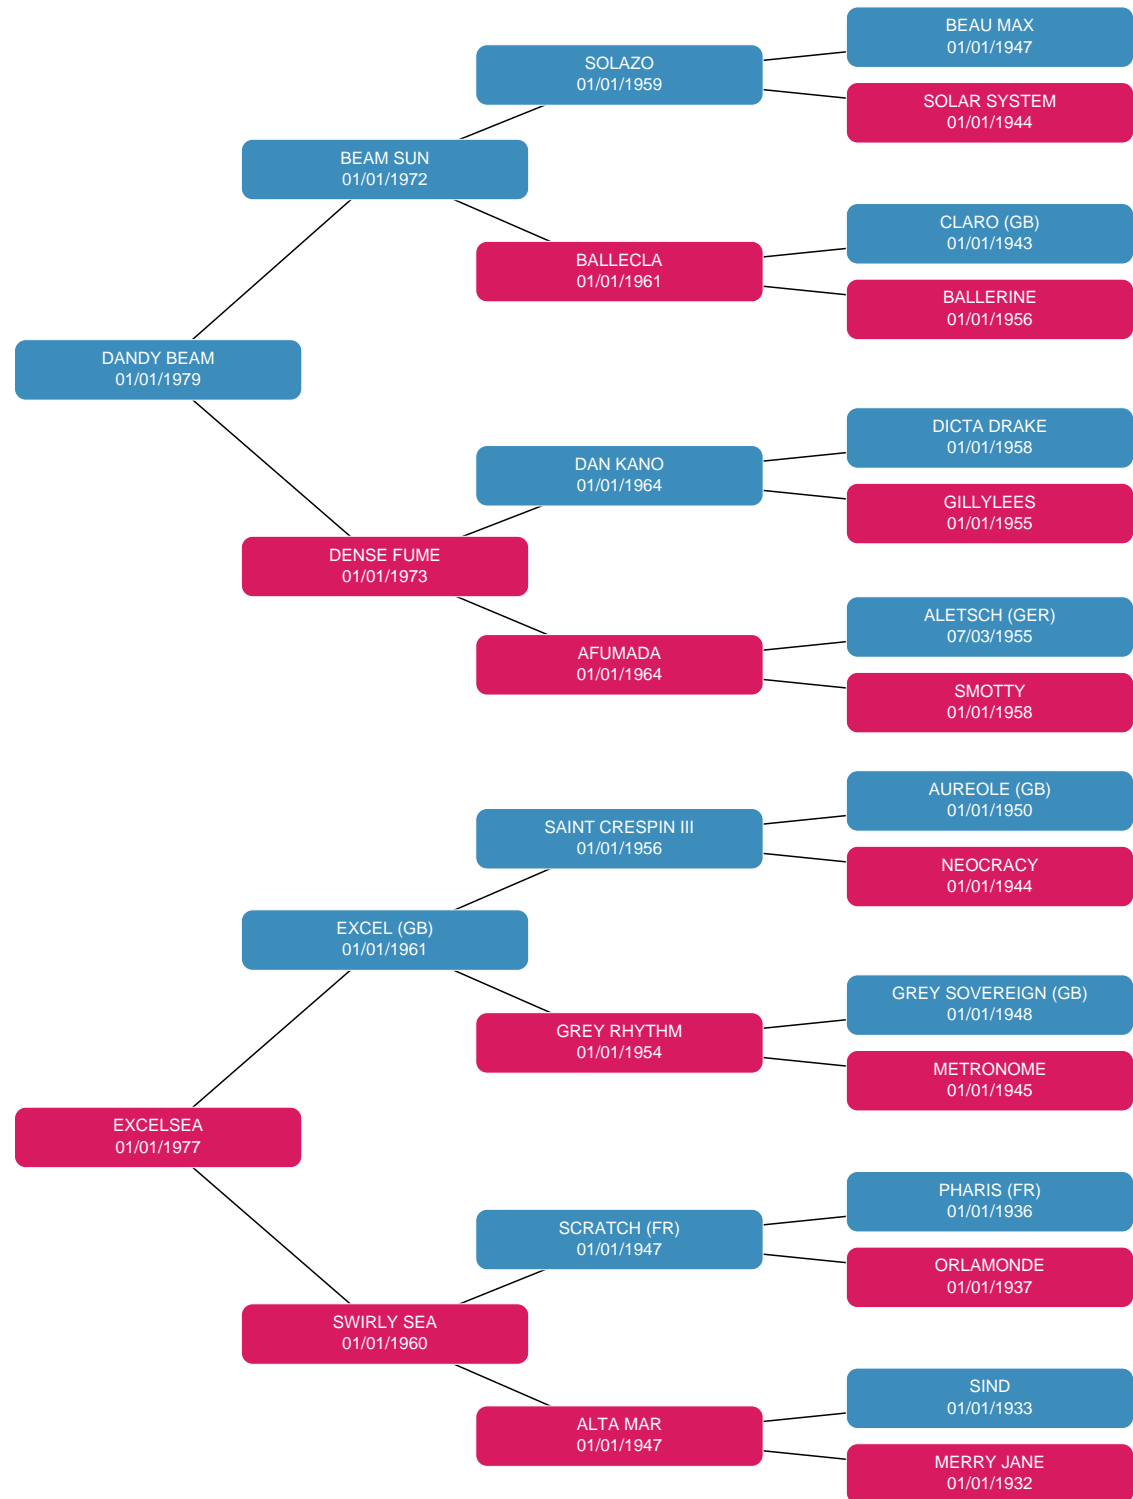 BEAU MAX
01/01/1947
SOLAZO
01/01/1959
SOLAR SYSTEM
01/01/1944
BEAM SUN
01/01/1972
CLARO (GB)
01/01/1943
BALLECLA
01/01/1961
BALLERINE
01/01/1956
DANDY BEAM
01/01/1979
DICTA DRAKE
01/01/1958
DAN KANO
01/01/1964
GILLYLEES
01/01/1955
DENSE FUME
01/01/1973
ALETSCH (GER)
07/03/1955
AFUMADA
01/01/1964
SMOTTY
01/01/1958
AUREOLE (GB)
01/01/1950
SAINT CRESPIN III
01/01/1956
NEOCRACY
01/01/1944
EXCEL (GB)
01/01/1961
GREY SOVEREIGN (GB)
01/01/1948
GREY RHYTHM
01/01/1954
METRONOME
01/01/1945
EXCELSEA
01/01/1977
PHARIS (FR)
01/01/1936
SCRATCH (FR)
01/01/1947
ORLAMONDE
01/01/1937
SWIRLY SEA
01/01/1960
SIND
01/01/1933
ALTA MAR
01/01/1947
MERRY JANE
01/01/1932